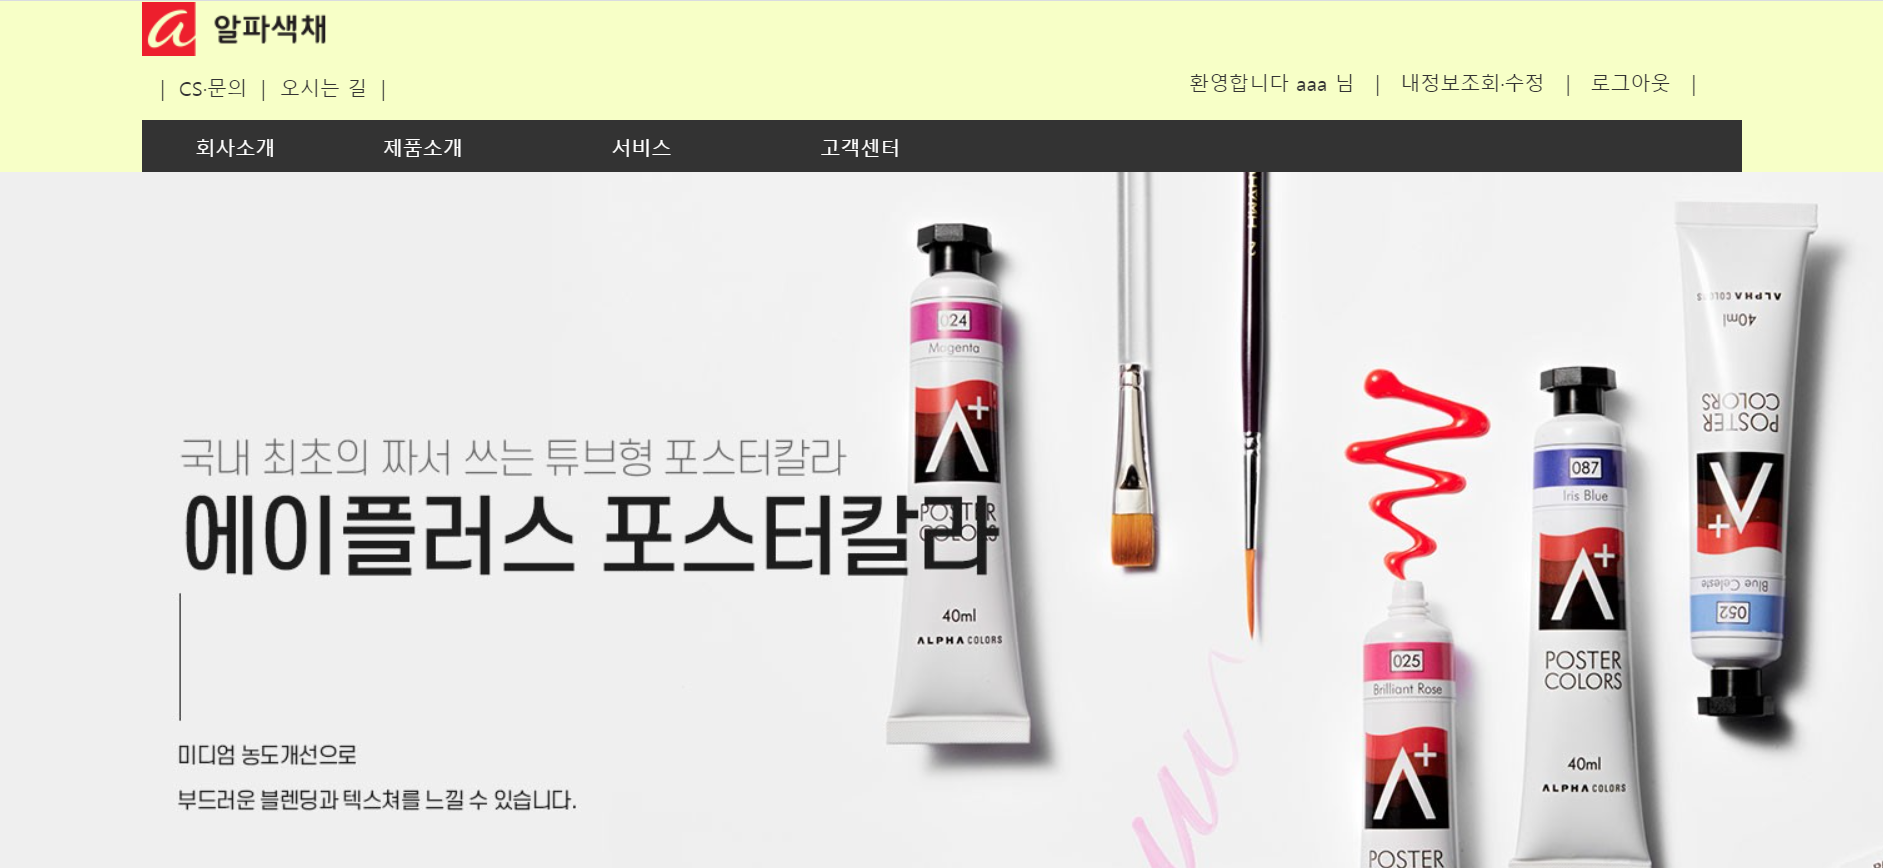 a 알파색채
| CS·문의 | 오시는 길 |
환영합니다 aaa 님 | 내정보조회·수정 | 로그아웃 |
회사소개 제품소개 서비스 고객센터
국내 최초의 짜서 쓰는 튜브형 포스터칼라
에이플러스 포스터칼라
미디엄 농도개선으로
부드러운 블렌딩과 텍스쳐를 느낄 수 있습니다.
024
Magenta
A+
POSTER
COLORS
40ml
ALPHA COLORS
2
025
Brilliant Rose
A+
POSTER
087
Iris Blue
A+
POSTER
COLORS
40ml
ALPHA COLORS
ALPHA COLORS
40ml
POSTER
COLORS
A+
Blue Celeste
052